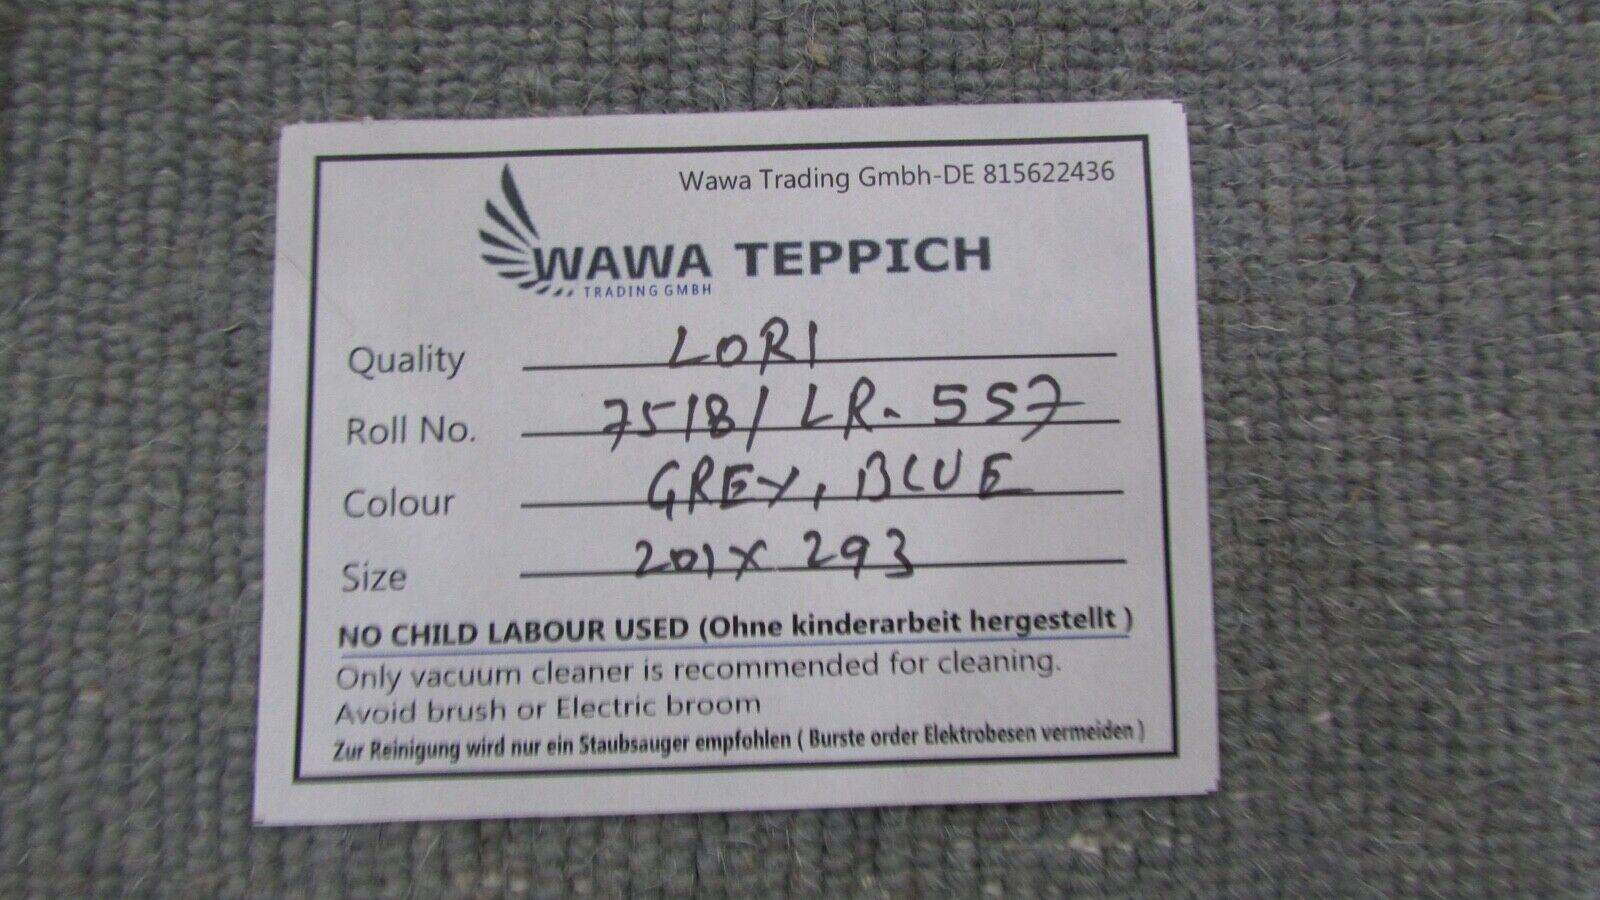 Wawa Trading Gmbh-DE 815622436
WAWA TEPPICH
TRADING GMBH
Quality LORI
Roll No. 7518/ LR. 557
Colour GREY, BLUE
Size 201 X 293
NO CHILD LABOUR USED (Ohne kinderarbeit hergestellt )
Only vacuum cleaner is recommended for cleaning.
Avoid brush or Electric broom
Zur Reinigung wird nur ein Staubsauger empfohlen ( Burste order Elektrobesen vermeiden )